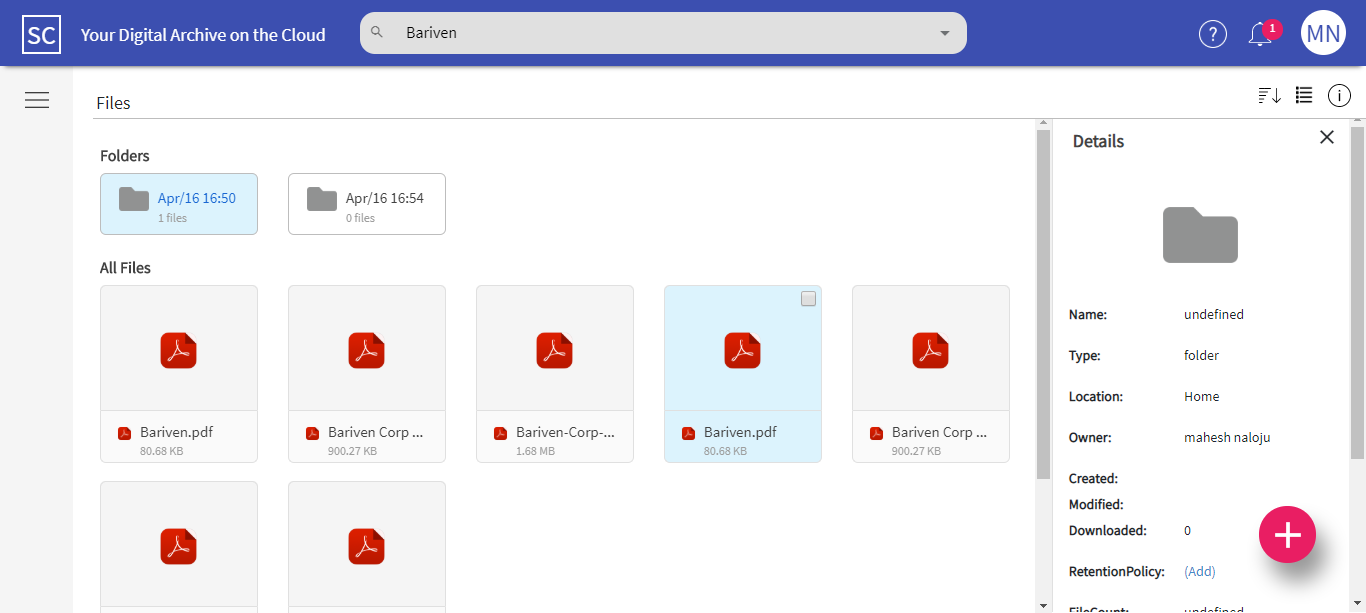 SC
Your Digital Archive on the Cloud
Bariven
?
1
MN
Files
Folders
Apr/16 16:50
1 files
Apr/16 16:54
0 files
All Files
Bariven.pdf
80.68 KB
Bariven Corp ...
900.27 KB
Bariven-Corp-...
1.68 MB
Bariven.pdf
80.68 KB
Bariven Corp ...
900.27 KB
Details
Name: undefined
Type: folder
Location: Home
Owner: mahesh naloju
Created:
Modified:
Downloaded: 0
RetentionPolicy: (Add)
FileCount: undefined